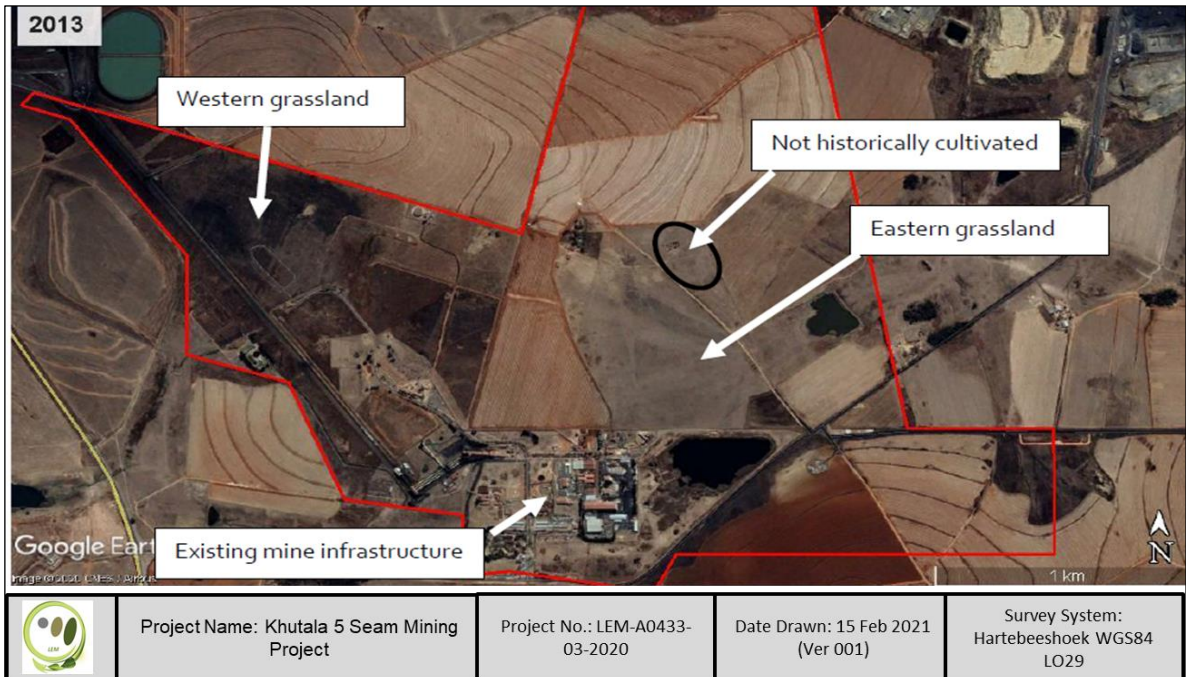 2013
Western grassland
Not historically cultivated
Eastern grassland
Existing mine infrastructure
Google Eart
N
1 km
LEM
Project Name: Khutala 5 Seam Mining
Project
Project No.: LEM-A0433-
03-2020
Date Drawn: 15 Feb 2021
(Ver 001)
Survey System:
Hartebeeshoek WGS84
LO29